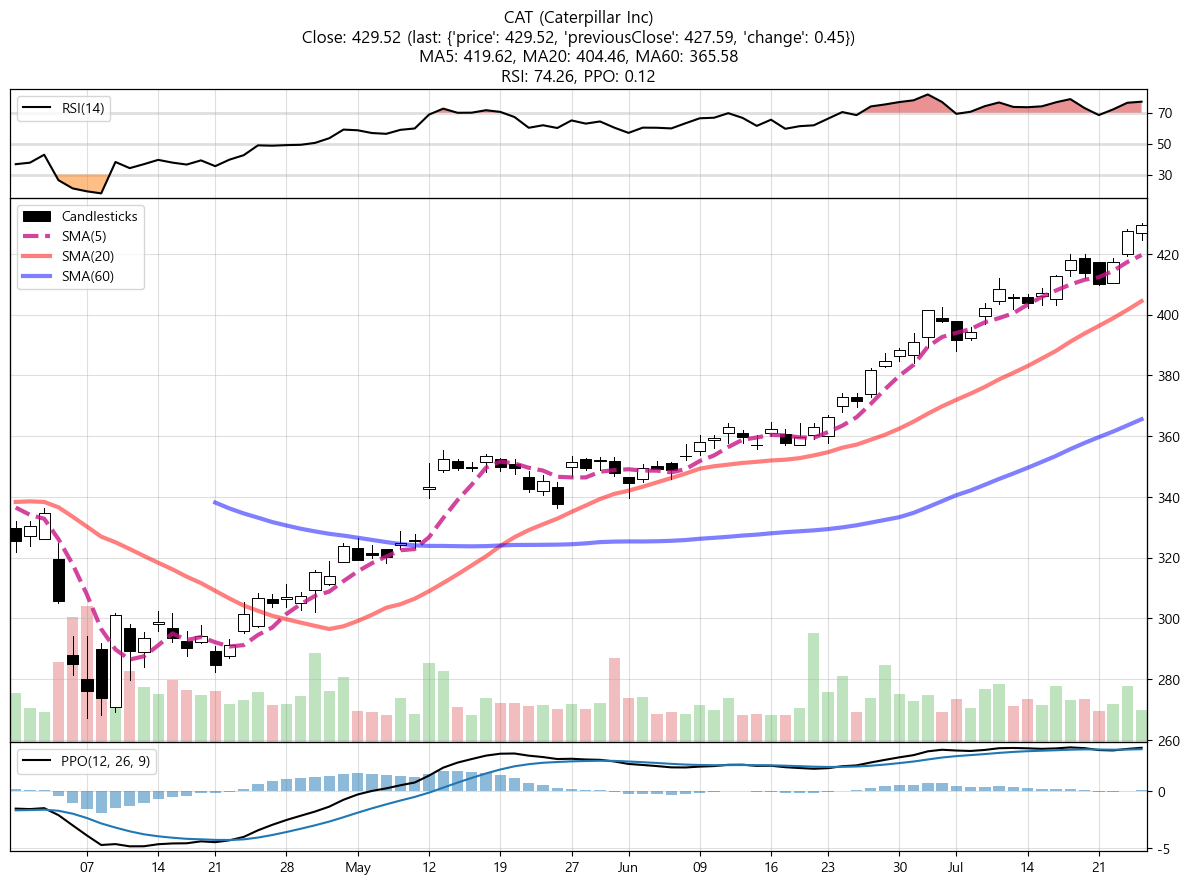 CAT (Caterpillar Inc)
Close: 429.52 (last: {'price': 429.52, 'previousClose': 427.59, 'change': 0.45})
MA5: 419.62, MA20: 404.46, MA60: 365.58
RSI: 74.26, PPO: 0.12
RSI(14)
70
50
30
Candlesticks
SMA(5)
SMA(20)
SMA(60)
420
400
380
360
340
320
300
280
260
PPO(12, 26, 9)
0
-5
07 14 21 28 May 12 19 27 Jun 09 16 23 30 Jul 14 21